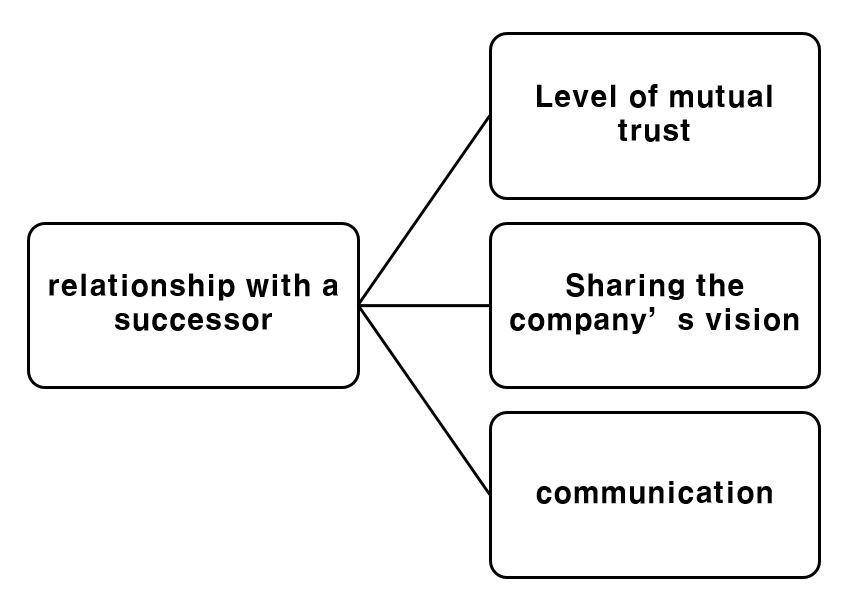 Level of mutual
trust
relationship with a
successor
Sharing the
company’ s vision
communication